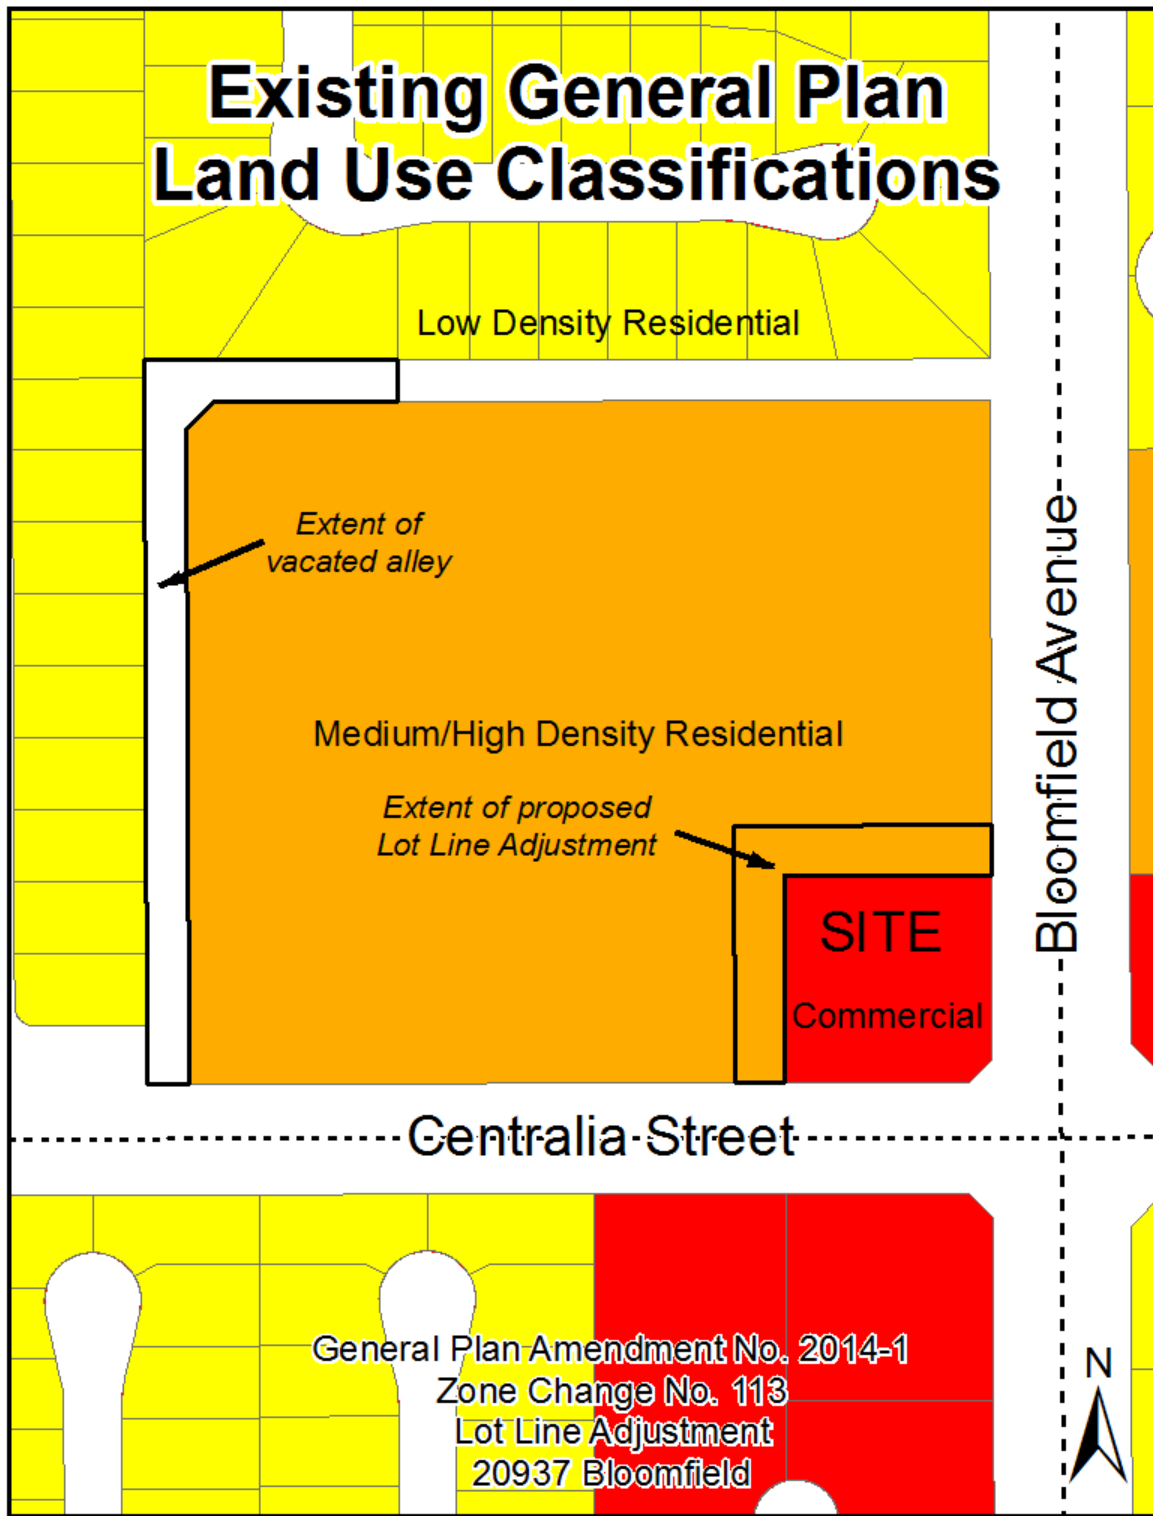 Existing General Plan
Land Use Classifications
Low Density Residential
Extent of
vacated alley
Bloomfield Avenue
Medium/High Density Residential
Extent of proposed
Lot Line Adjustment
SITE
Commercial
Centralia Street
General Plan Amendment No. 2014-1
Zone Change No. 113
Lot Line Adjustment
20937 Bloomfield
N